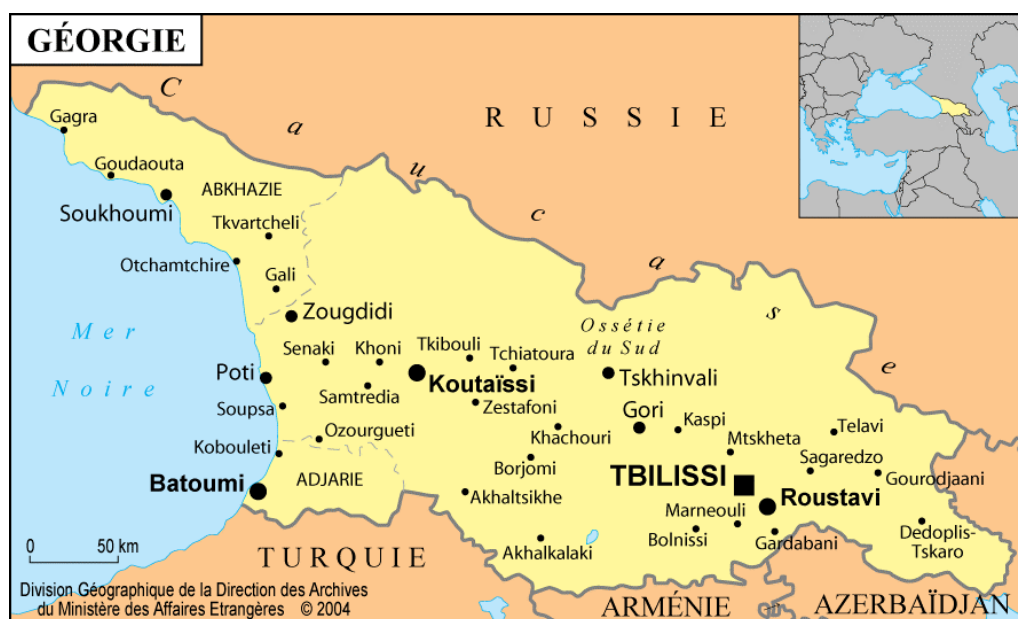 GÉORGIE
Caucase
RUSSIE
Gagra
Goudaouta
ABKHAZIE
Soukhoumi
Tkvartcheli
Otchamtchire
Gali
Mer
Noire
Zougdidi
Ossétie
du Sud
Senaki
Khoni
Tkibouli
Tchiatoura
Poti
Koutaïssi
Tskhinvali
Samtredia
Soupsa
Zestafoni
Gori
Kaspi
Telavi
Ozourgueti
Khachouri
Mtskheta
Kobouleti
Borjomi
Sagaredzo
Batoumi
ADJARIE
TBILISSI
Gourodjaani
Akhaltsikhe
Roustavi
Marneouli
Bolnissi
Gardabani
Dedoplis-
Tskaro
Akhalkalaki
0 50 km
TURQUIE
ARMÉNIE
AZERBAÏDJAN
Division Géographique de la Direction des Archives
du Ministère des Affaires Etrangères © 2004